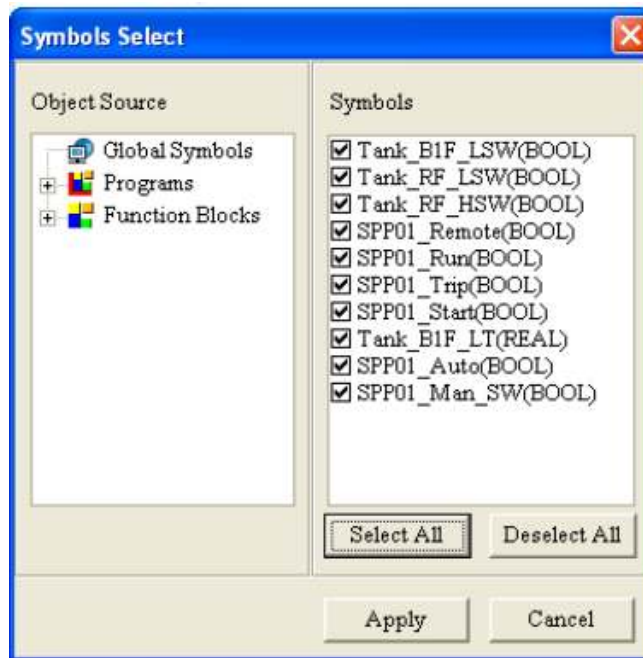 Symbols Select
Object Source
Global Symbols
Programs
Function Blocks
Symbols
Tank_B1F_LSW(BOOL)
Tank_RF_LSW(BOOL)
Tank_RF_HSW(BOOL)
SPP01_Remote(BOOL)
SPP01_Run(BOOL)
SPP01_Trip(BOOL)
SPP01_Start(BOOL)
Tank_B1F_LT(REAL)
SPP01_Auto(BOOL)
SPP01_Man_SW(BOOL)
Select All
Deselect All
Apply
Cancel